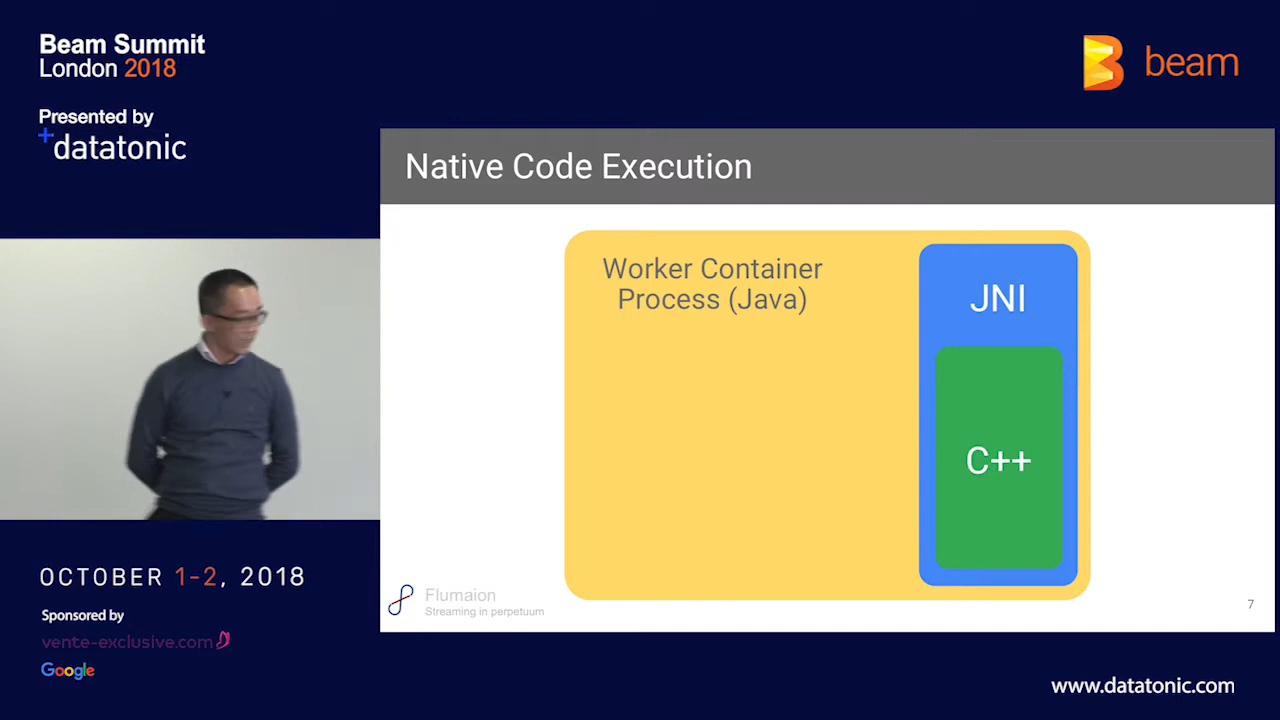 Beam Summit
London 2018
Presented by
+datatonic
beam
Native Code Execution
Worker Container
Process (Java)
JNI
C++
Flumaion
Streaming in perpetuum
7
OCTOBER 1-2, 2018
Sponsored by
vente-exclusive.com
Google
www.datatonic.com